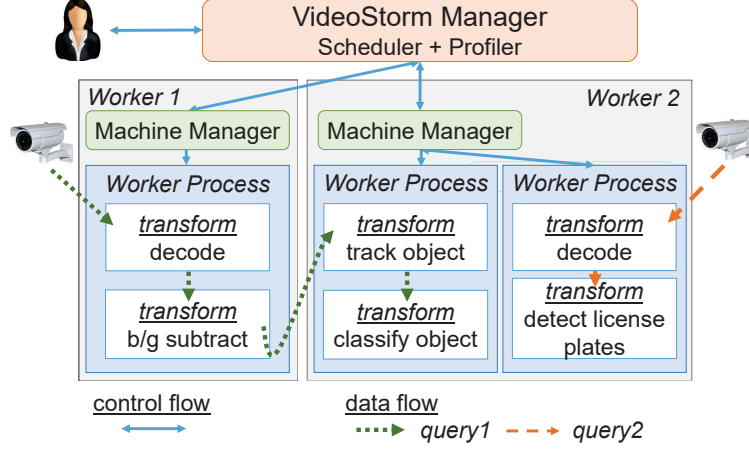 VideoStorm Manager
Scheduler + Profiler
Worker 1
Worker 2
Machine Manager
Machine Manager
Worker Process
transform
decode
transform
b/g subtract
Worker Process
transform
track object
transform
classify object
Worker Process
transform
decode
transform
detect license
plates
control flow
data flow
query1
query2